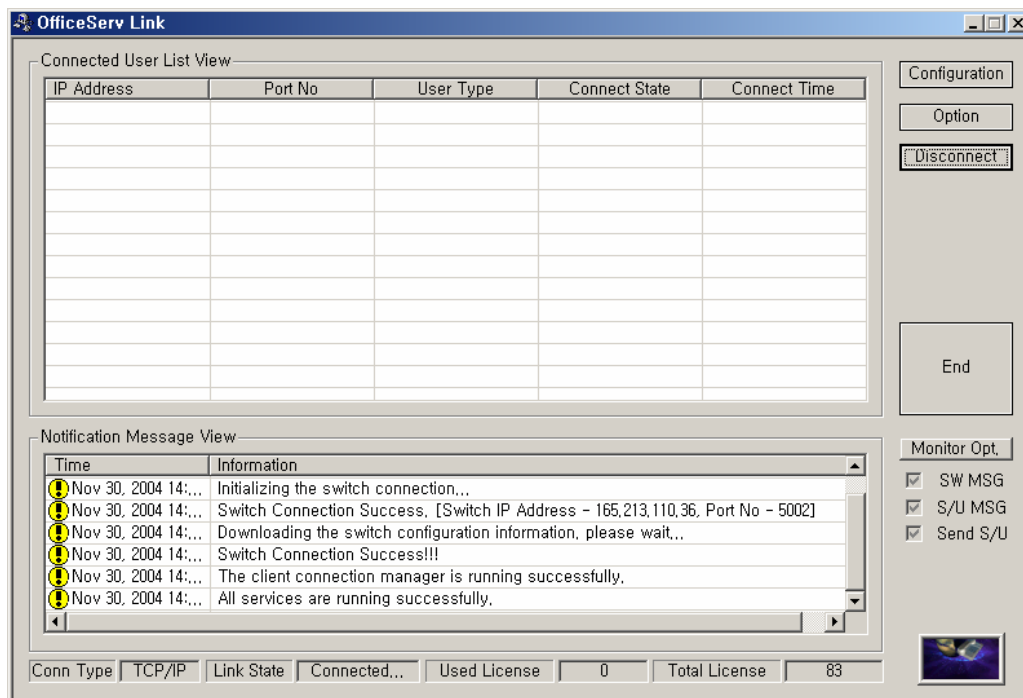 OfficeServ Link
Connected User List View
IP Address Port No User Type Connect State Connect Time
Configuration
Option
Disconnect
End
Notification Message View
Time Information
Nov 30, 2004 14:... Initializing the switch connection...
Nov 30, 2004 14:... Switch Connection Success, [Switch IP Address - 165,213,110,36, Port No - 5002]
Nov 30, 2004 14:... Downloading the switch configuration information, please wait...
Nov 30, 2004 14:... Switch Connection Success!!!
Nov 30, 2004 14:... The client connection manager is running successfully,
Nov 30, 2004 14:... All services are running successfully,
Monitor Opt,
SW MSG
S/U MSG
Send S/U
Conn Type TCP/IP Link State Connected... Used License 0 Total License 83